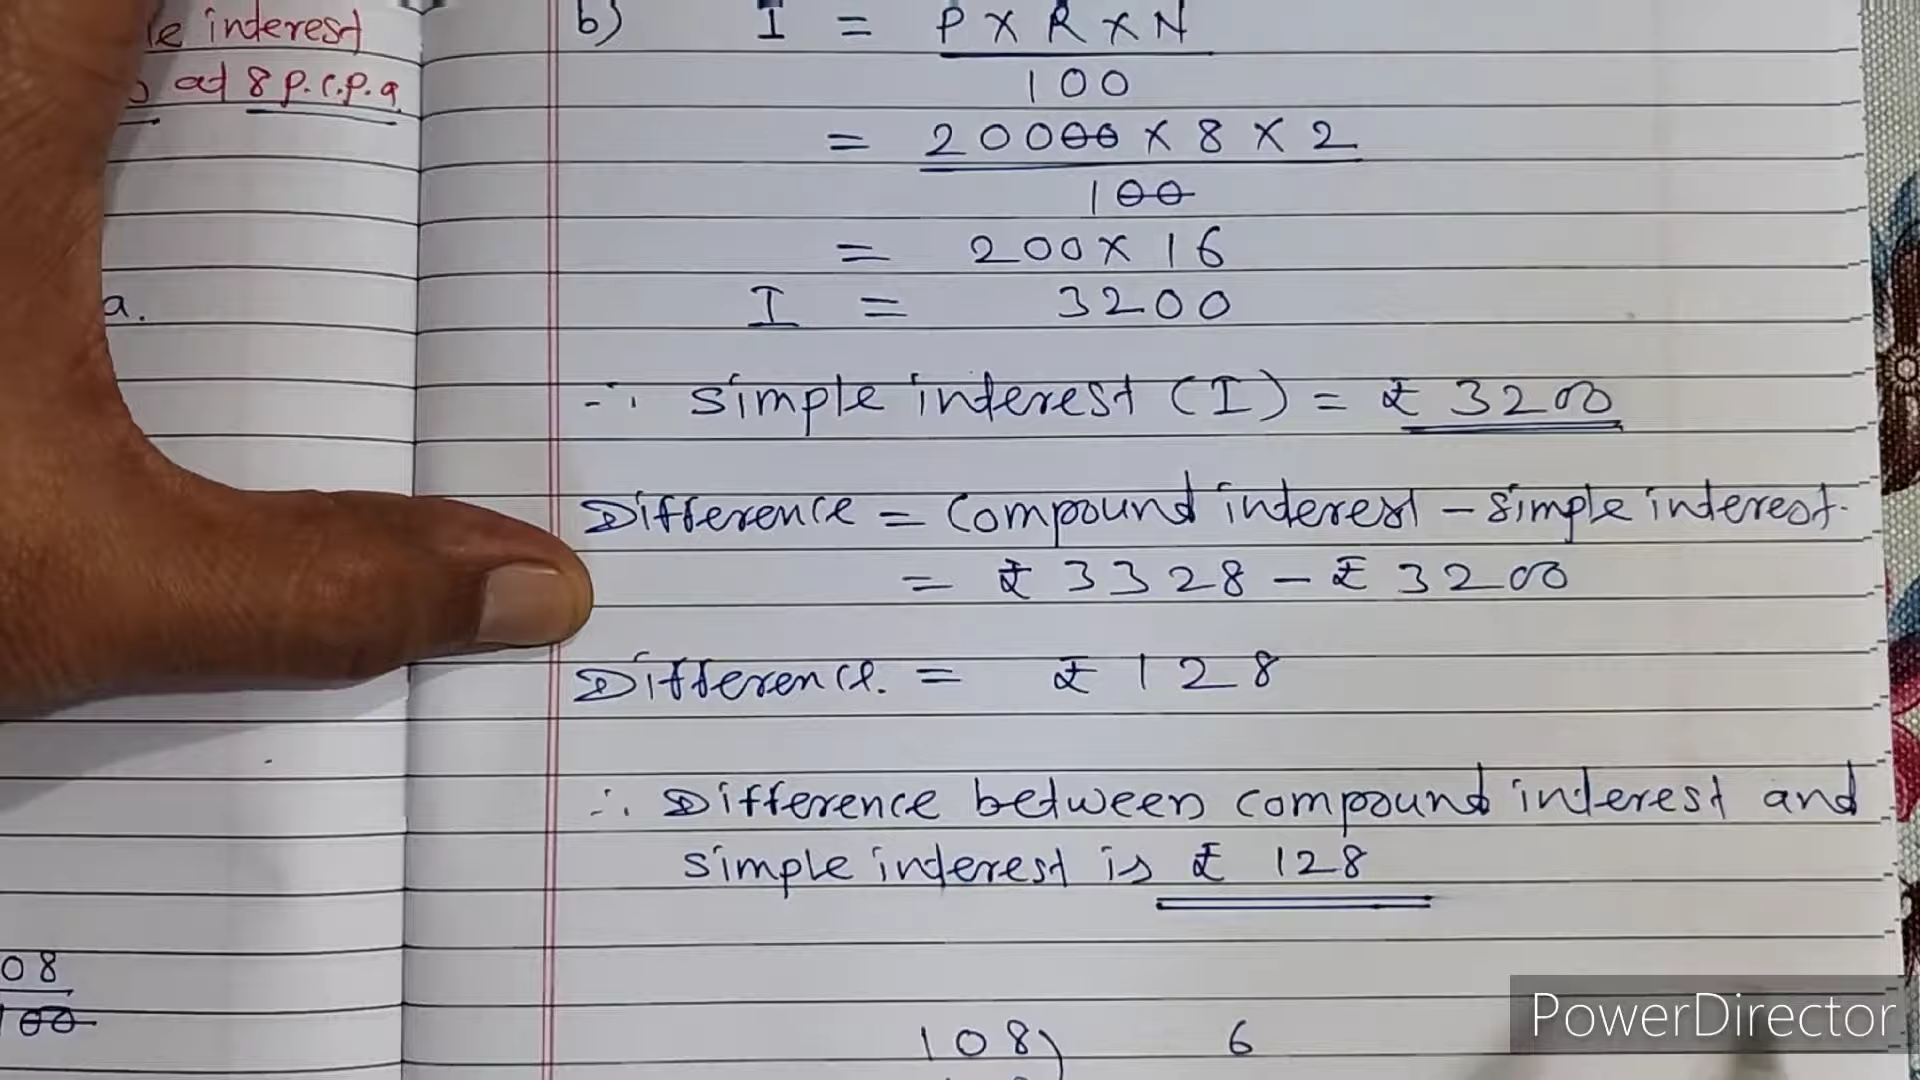 le interest
at 8 p.c.p.a.
a.
08
100
b) I = P × R × N
100
= 20000 × 8 × 2
100
= 200 × 16
I = 3200
∴ simple interest (I) = ₹ 3200
Difference = compound interest - simple interest.
= ₹ 3328 - ₹ 3200
Difference. = ₹ 128
∴ Difference between compound interest and
simple interest is ₹ 128
108) 6
PowerDirector